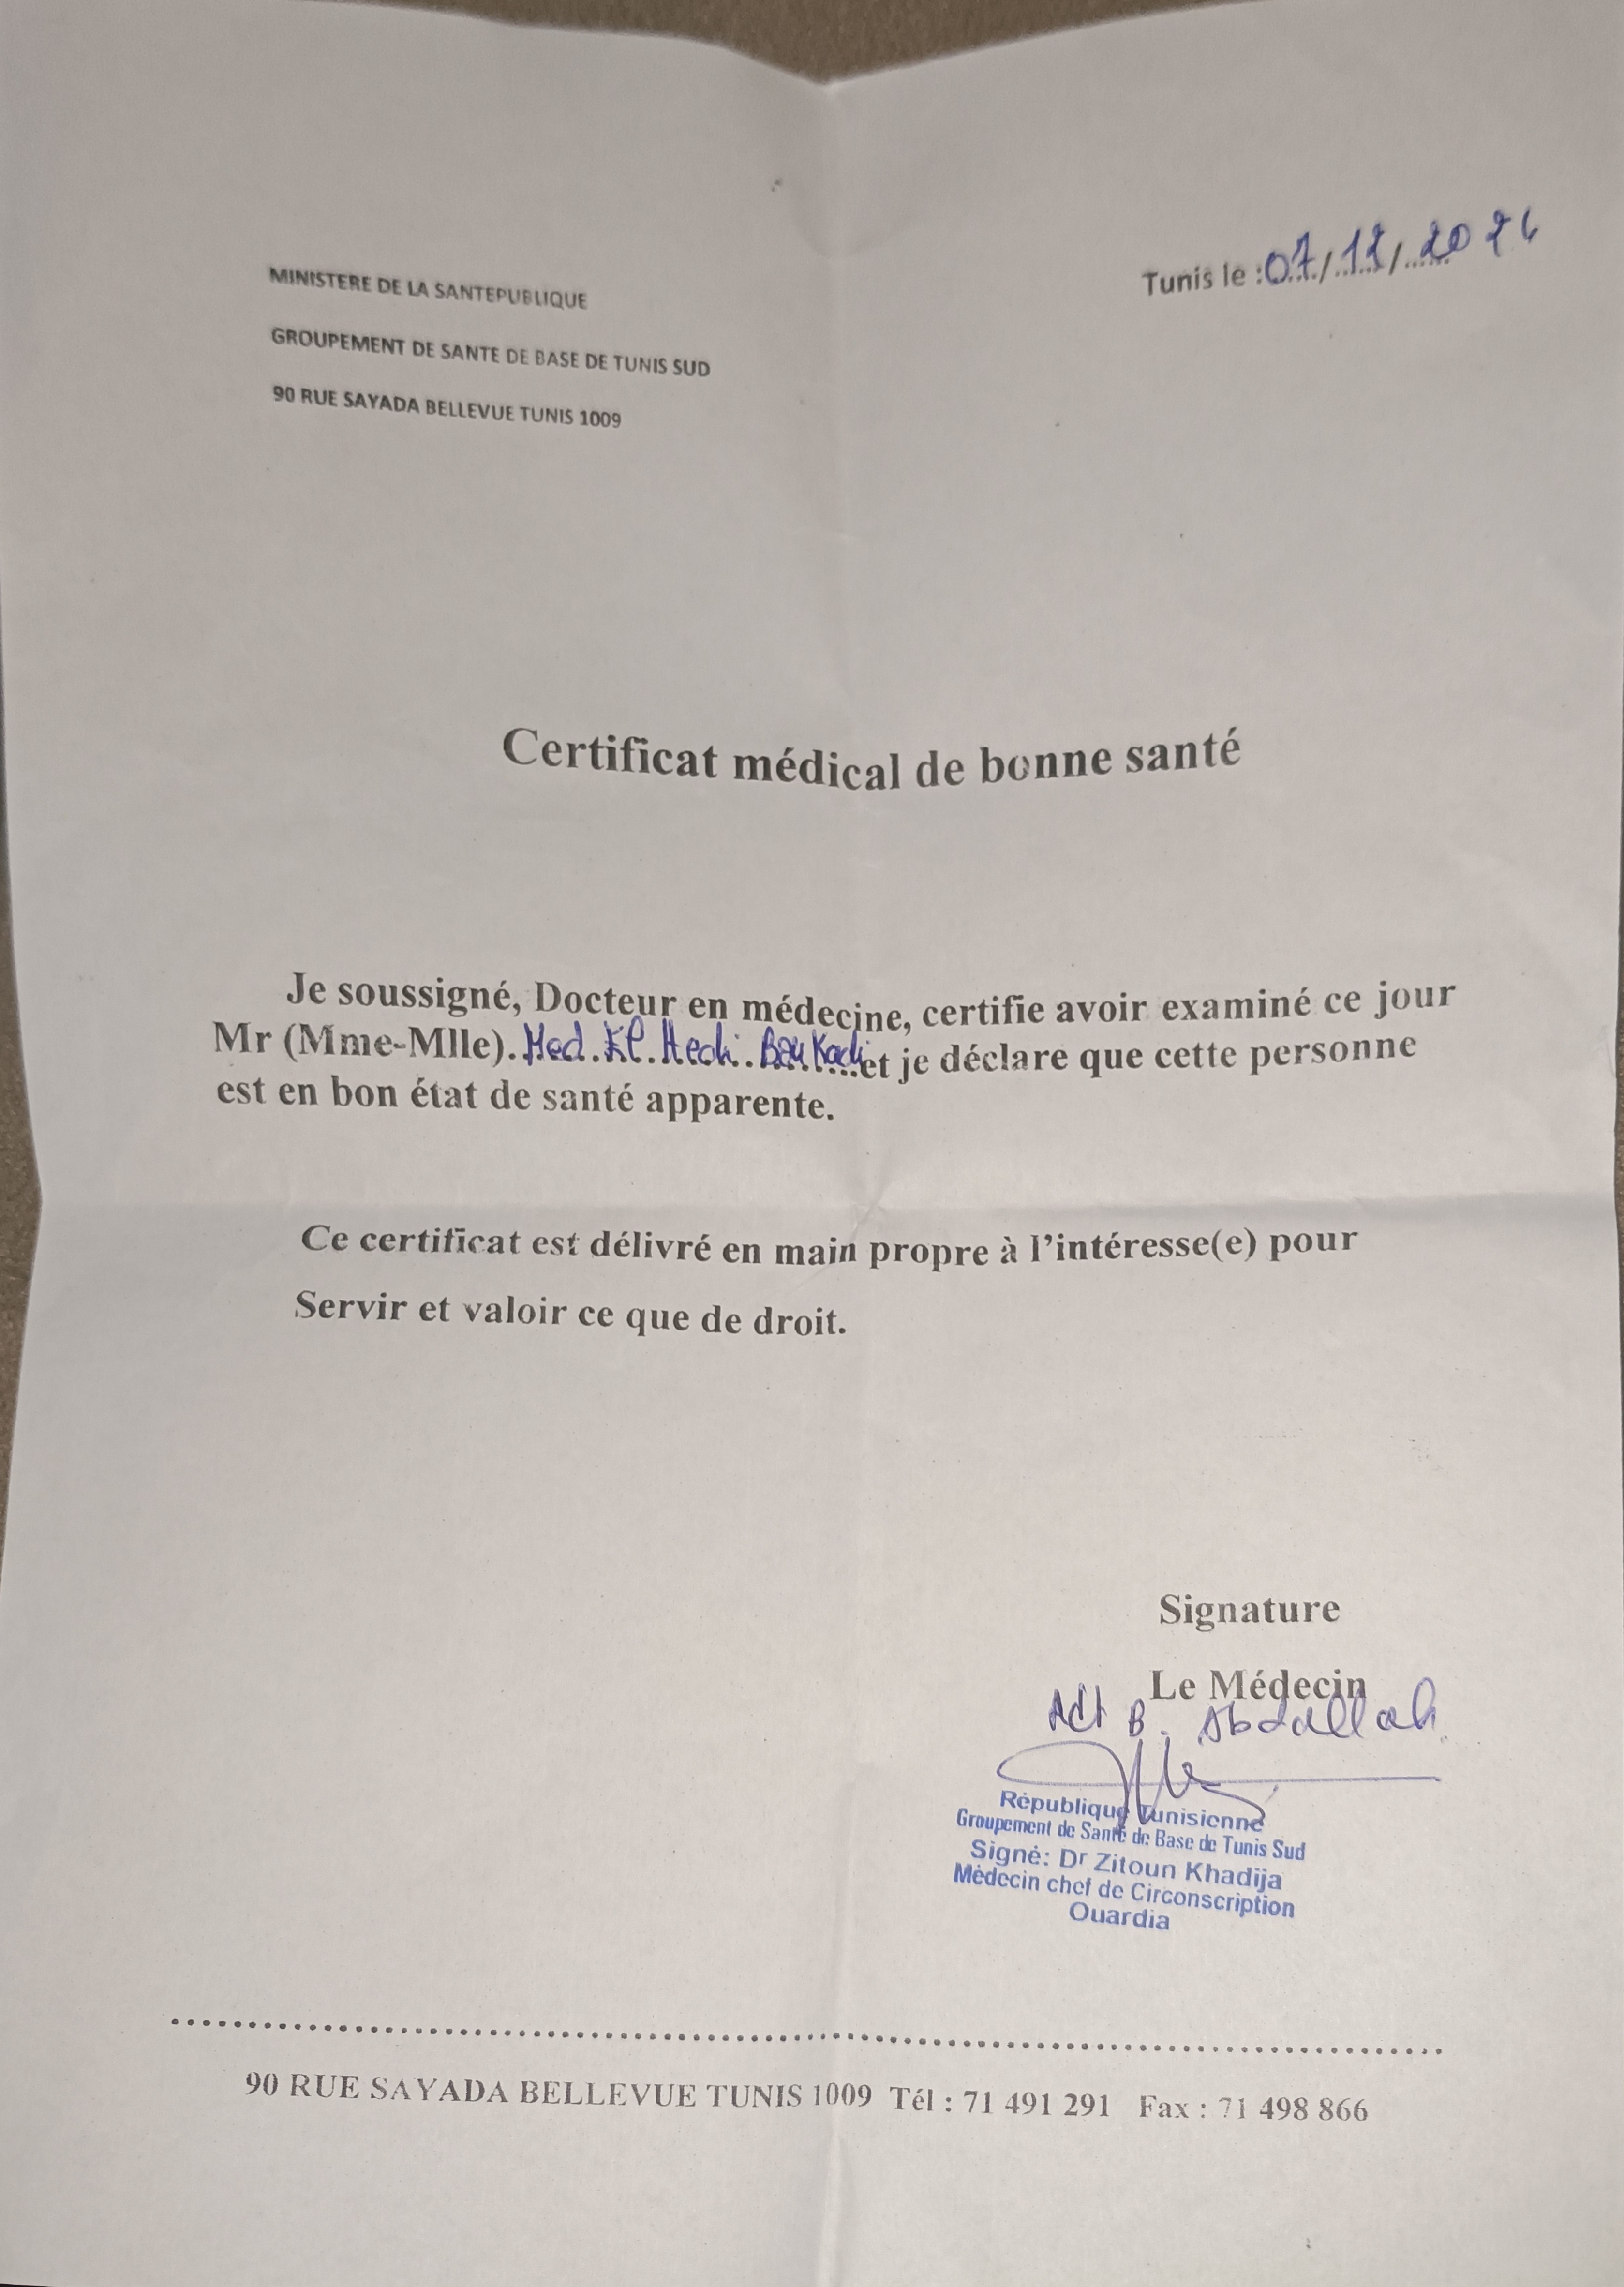 MINISTERE DE LA SANTEPUBLIQUE
GROUPEMENT DE SANTE DE BASE DE TUNIS SUD
90 RUE SAYADA BELLEVUE TUNIS 1009
Tunis le : 07/12/2024
Certificat médical de bonne santé
Je soussigné, Docteur en médecine, certifie avoir examiné ce jour
Mr (Mme-Mlle). Med. et je déclare que cette personne
est en bon état de santé apparente.
Ce certificat est délivré en main propre à l'intéresse(e) pour
Servir et valoir ce que de droit.
Signature
Le Médecin
B. Abdallah
République Tunisienne
Groupement de Santé de Base de Tunis Sud
Signé: Dr Zitoun Khadija
Médecin chef de Circonscription
Ouardia
90 RUE SAYADA BELLEVUE TUNIS 1009 Tél : 71 491 291 Fax : 71 498 866